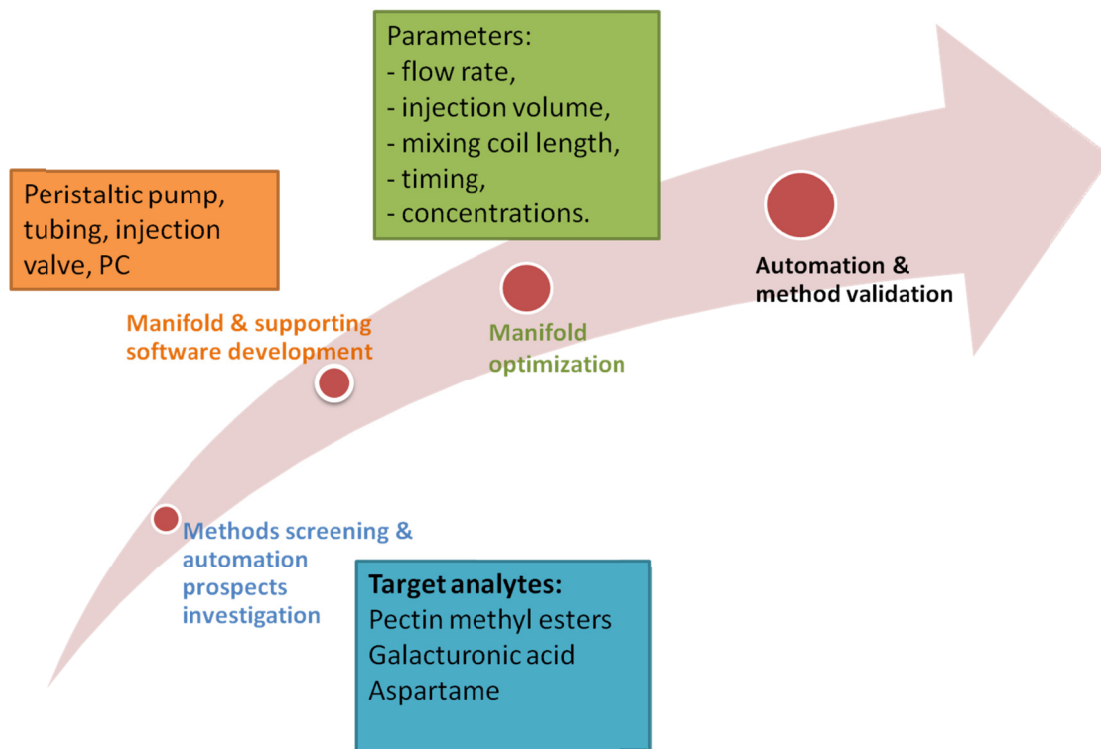 Parameters:
- flow rate,
- injection volume,
- mixing coil length,
- timing,
- concentrations.
Peristaltic pump,
tubing, injection
valve, PC
Automation &
method validation
Manifold & supporting
software development
Manifold
optimization
Methods screening &
automation
prospects
investigation
Target analytes:
Pectin methyl esters
Galacturonic acid
Aspartame